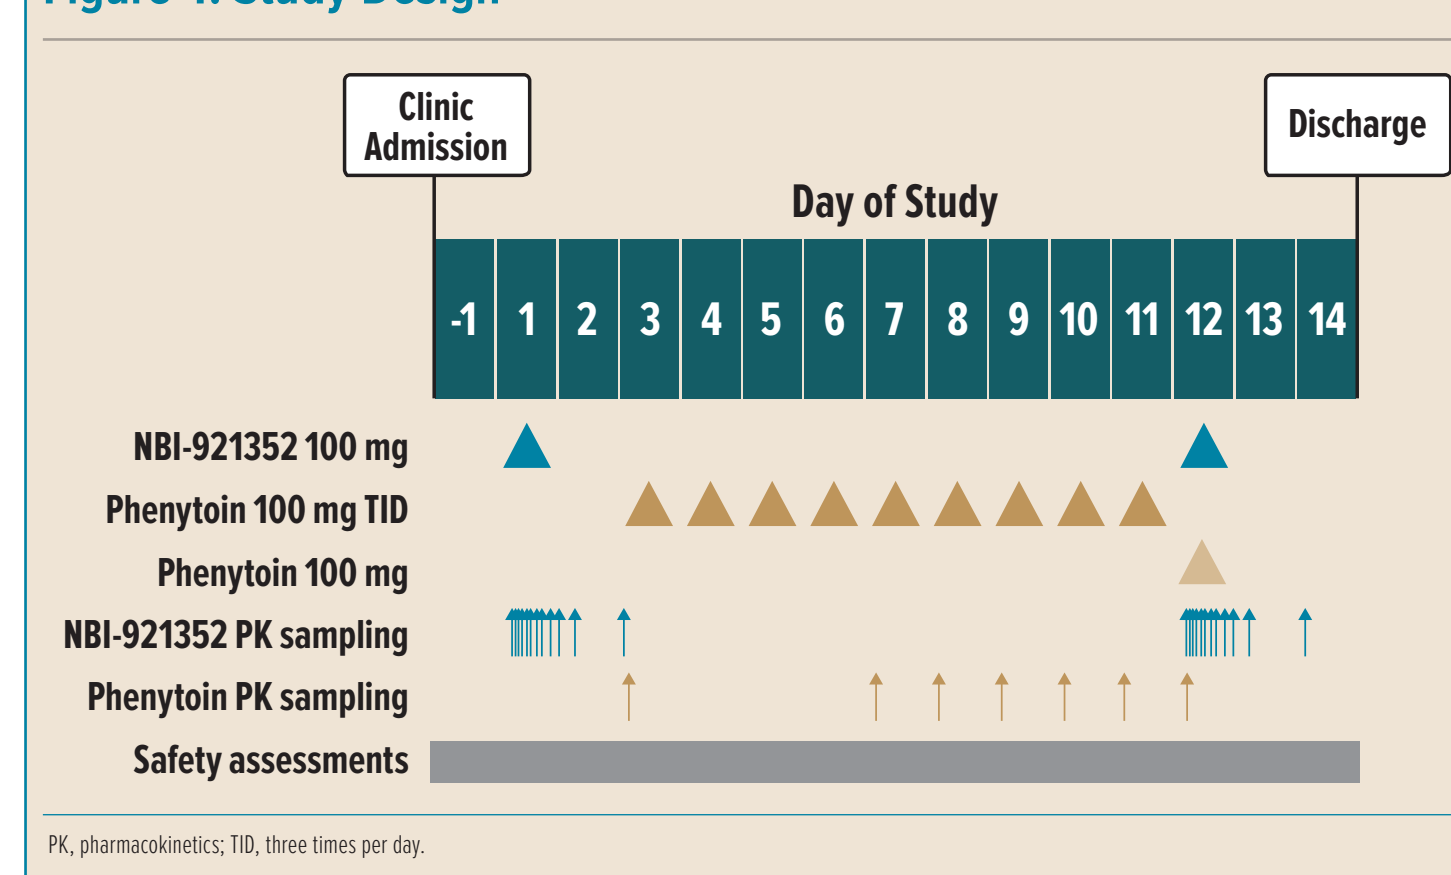 Study Design
Clinic
Admission
Discharge
Day of Study
-1 1 2 3 4 5 6 7 8 9 10 11 12 13 14
NBI-921352 100 mg
Phenytoin 100 mg TID
Phenytoin 100 mg
NBI-921352 PK sampling
Phenytoin PK sampling
Safety assessments
PK, pharmacokinetics; TID, three times per day.